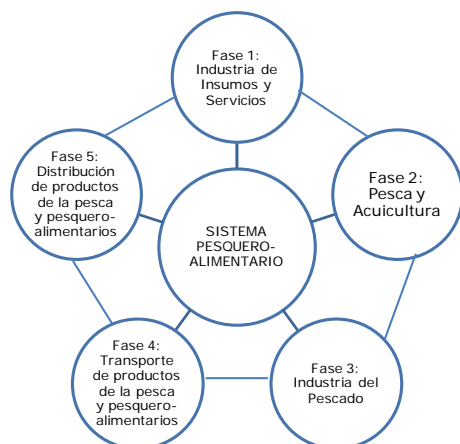 Fase 1:
Industria de
Insumos y
Servicios
Fase 2:
Pesca y
Acuicultura
Fase 3:
Industria del
Pescado
Fase 4:
Transporte
de productos
de la pesca
y pesquero-
alimentarios
Fase 5:
Distribución
de productos
de la pesca
y pesquero-
alimentarios
SISTEMA
PESQUERO-
ALIMENTARIO